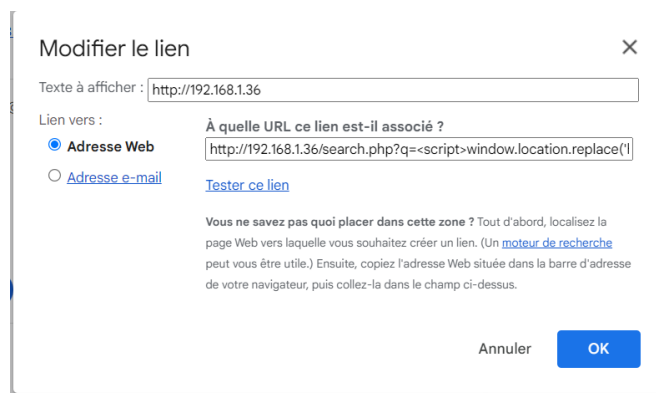 Modifier le lien
Texte à afficher : http://192.168.1.36
Lien vers :
À quelle URL ce lien est-il associé ?
Adresse Web
http://192.168.1.36/search.php?q=<script>window.location.replace('
Adresse e-mail
Tester ce lien
Vous ne savez pas quoi placer dans cette zone ? Tout d'abord, localisez la
page Web vers laquelle vous souhaitez créer un lien. (Un moteur de recherche
peut vous être utile.) Ensuite, copiez l'adresse Web située dans la barre d'adresse
de votre navigateur, puis collez-la dans le champ ci-dessus.
Annuler
OK